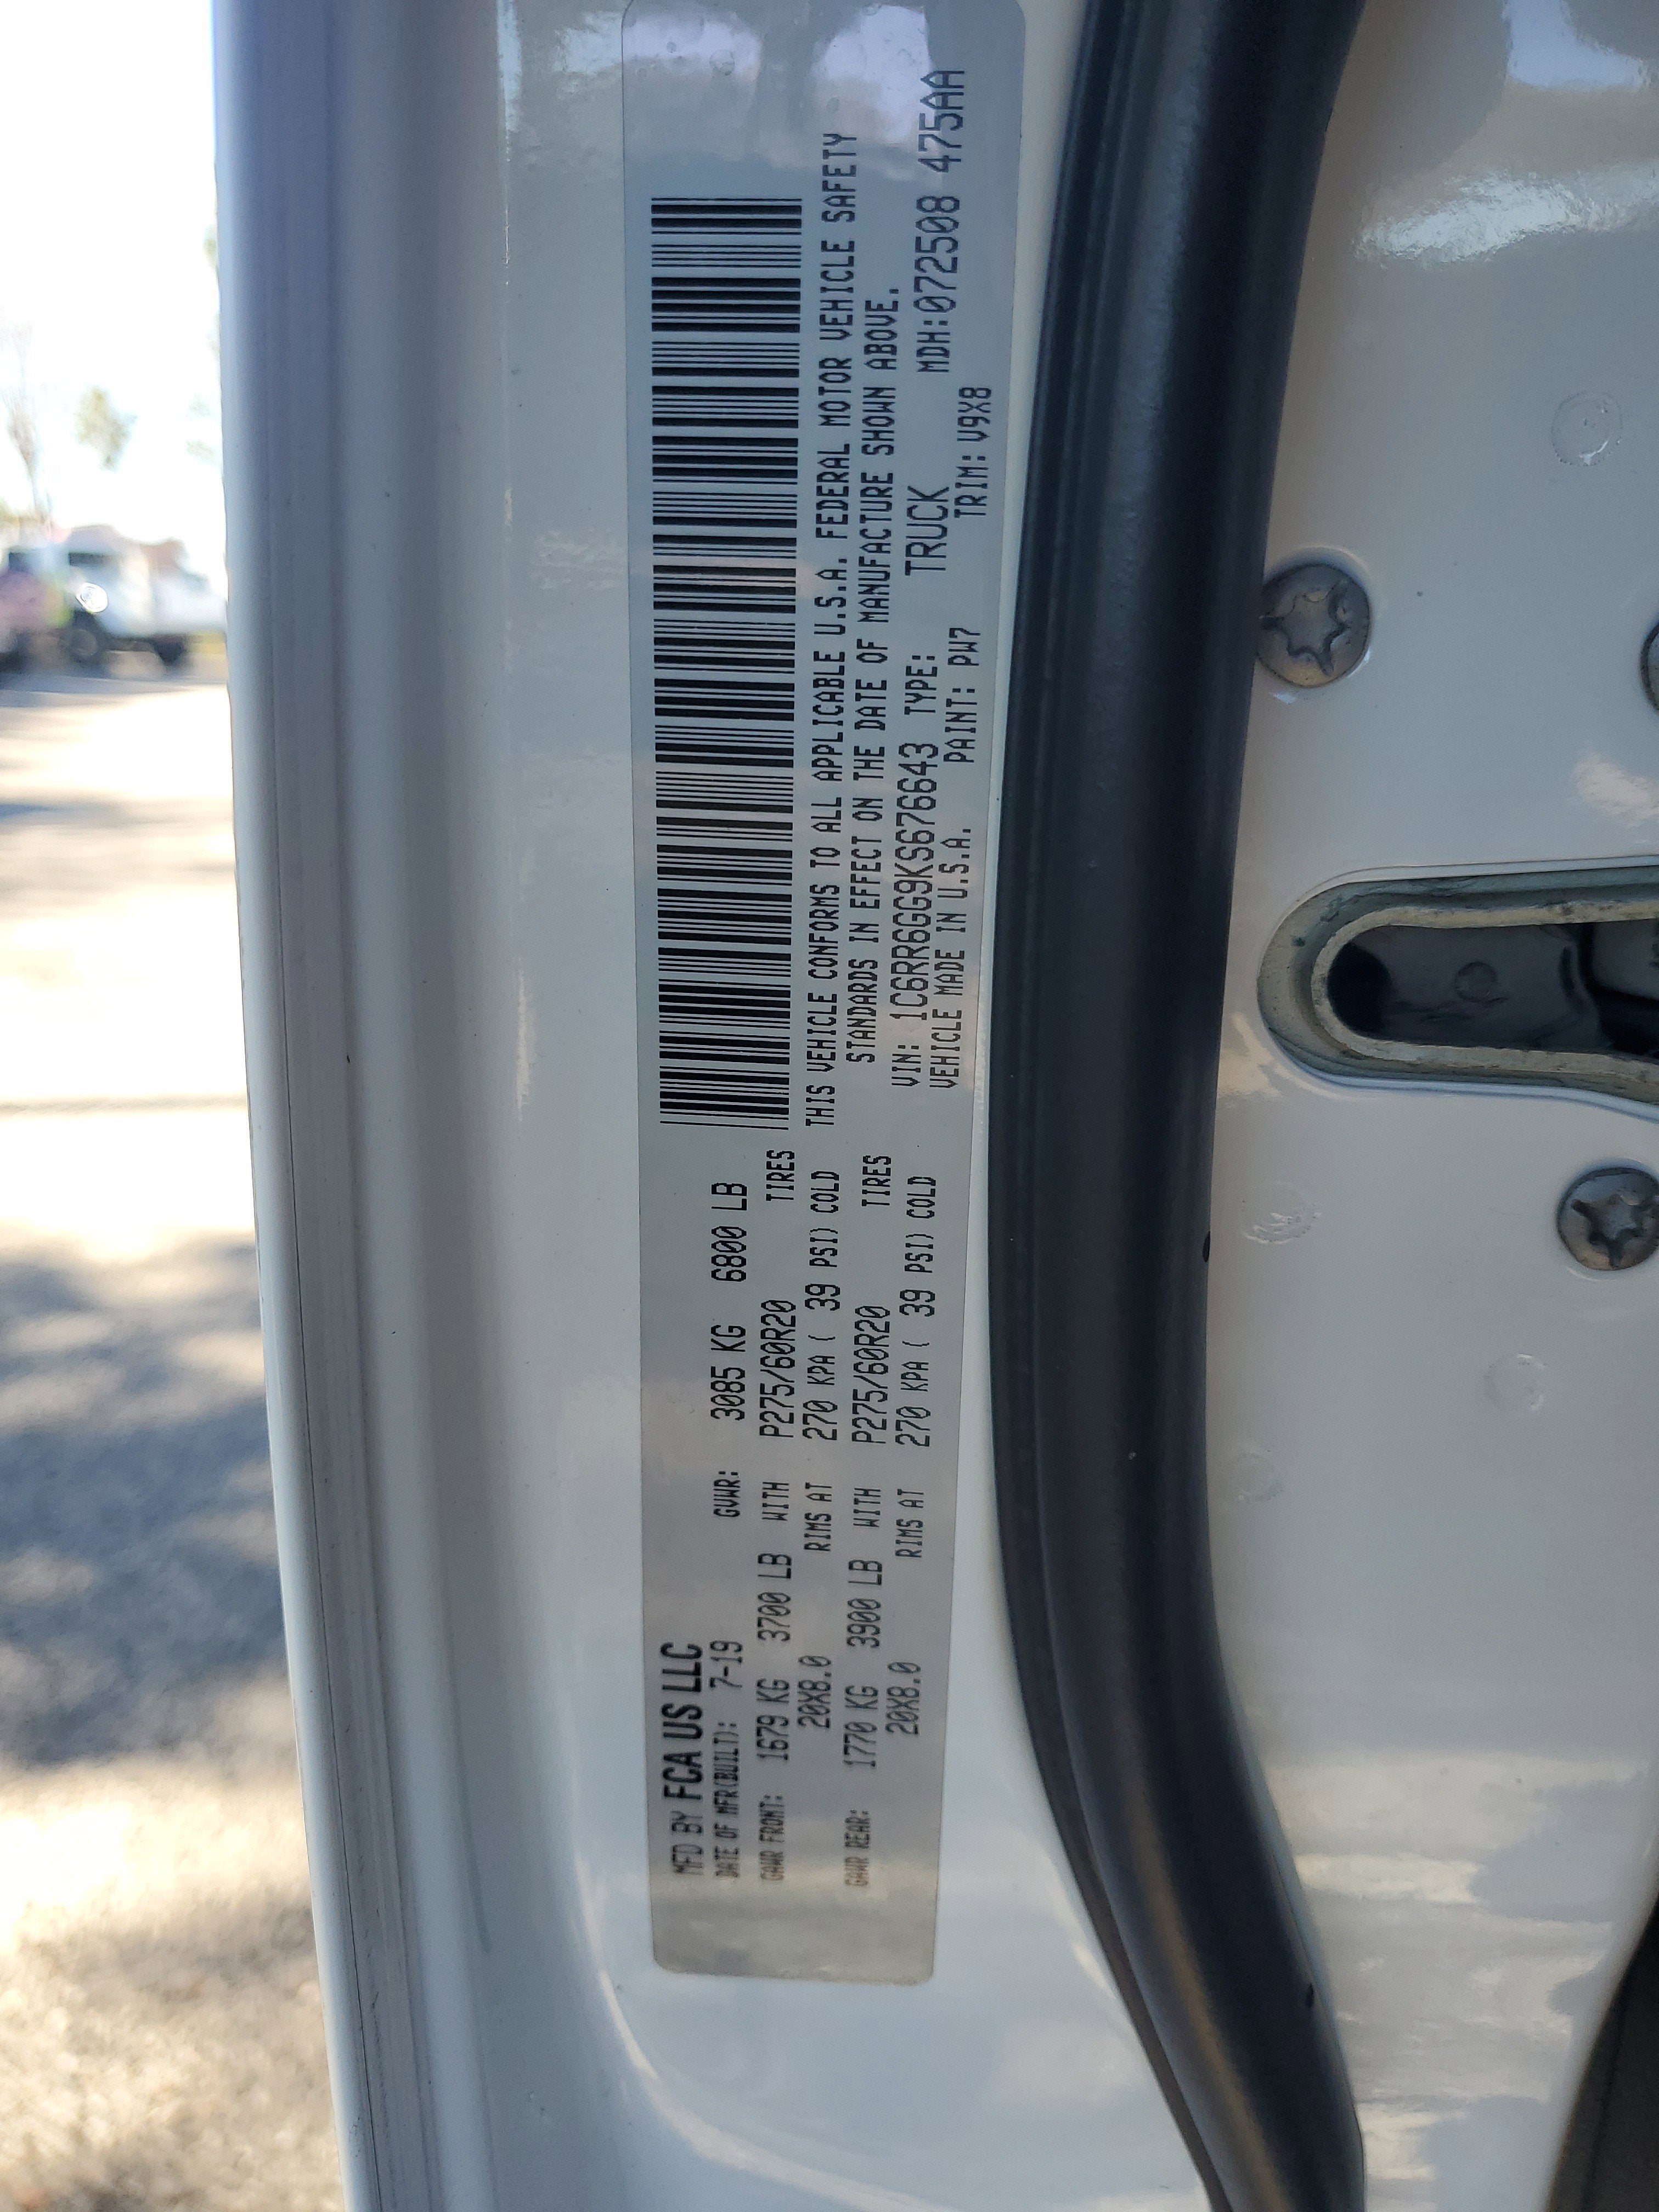 MFD BY FCA US LLC
DATE OF MFR(BUILT): 7-19 GVWR: 3085 KG 6800 LB
GAWR FRONT: 1679 KG 3700 LB WITH P275/60R20 TIRES
20X8.0 RIMS AT 270 KPA ( 39 PSI) COLD
GAWR REAR: 1770 KG 3900 LB WITH P275/60R20 TIRES
20X8.0 RIMS AT 270 KPA ( 39 PSI) COLD
THIS VEHICLE CONFORMS TO ALL APPLICABLE U.S.A. FEDERAL MOTOR VEHICLE SAFETY
STANDARDS IN EFFECT ON THE DATE OF MANUFACTURE SHOWN ABOVE.
VIN: 1C6RR6GG9KS676643 TYPE: TRUCK MDH:072508 475AA
VEHICLE MADE IN U.S.A. PAINT: PW7 TRIM: V9X8